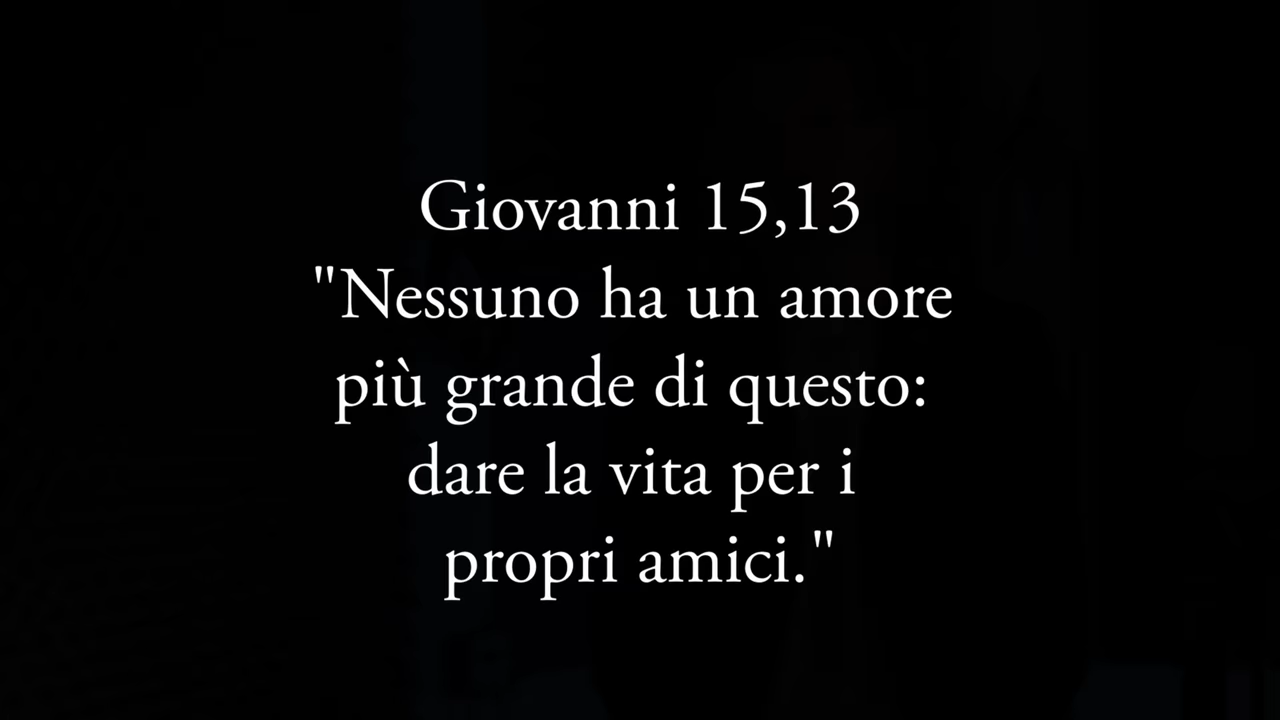 Giovanni 15,13
"Nessuno ha un amore
più grande di questo:
dare la vita per i
propri amici."